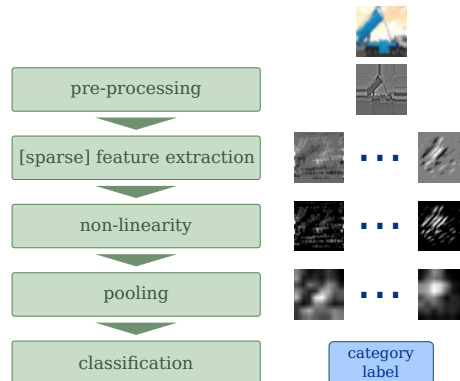 pre-processing
[sparse] feature extraction
non-linearity
pooling
classification
category
label